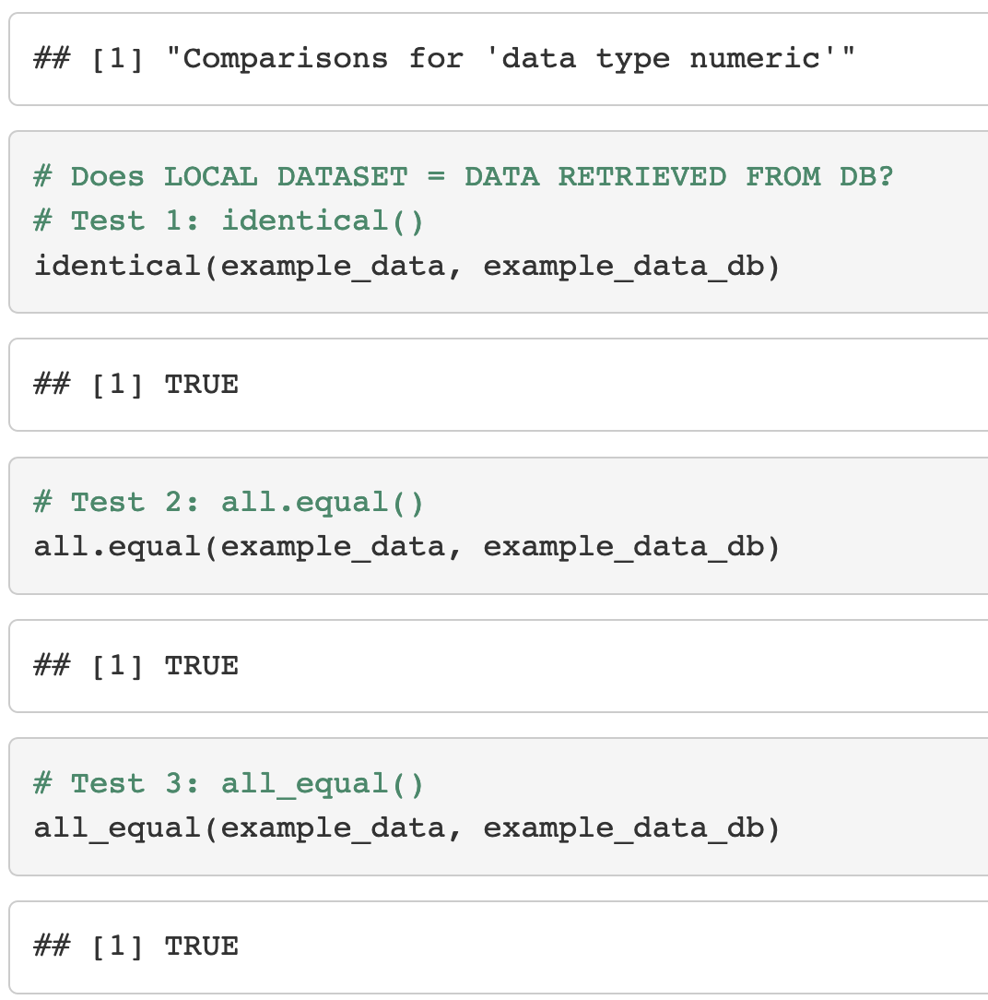 ## [1] "Comparisons for 'data type numeric'"
# Does LOCAL DATASET = DATA RETRIEVED FROM DB?
# Test 1: identical()
identical(example_data, example_data_db)
## [1] TRUE
# Test 2: all.equal()
all.equal(example_data, example_data_db)
## [1] TRUE
# Test 3: all_equal()
all_equal(example_data, example_data_db)
## [1] TRUE